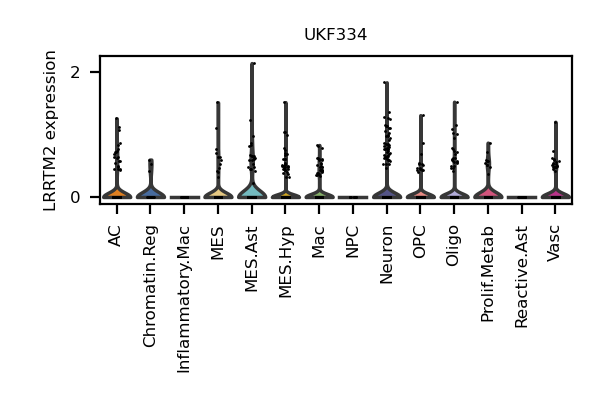 UKF334
LRRTM2 expression
2
0
AC
Chromatin.Reg
Inflammatory.Mac
MES
MES.Ast
MES.Hyp
Mac
NPC
Neuron
OPC
Oligo
Prolif.Metab
Reactive.Ast
Vasc